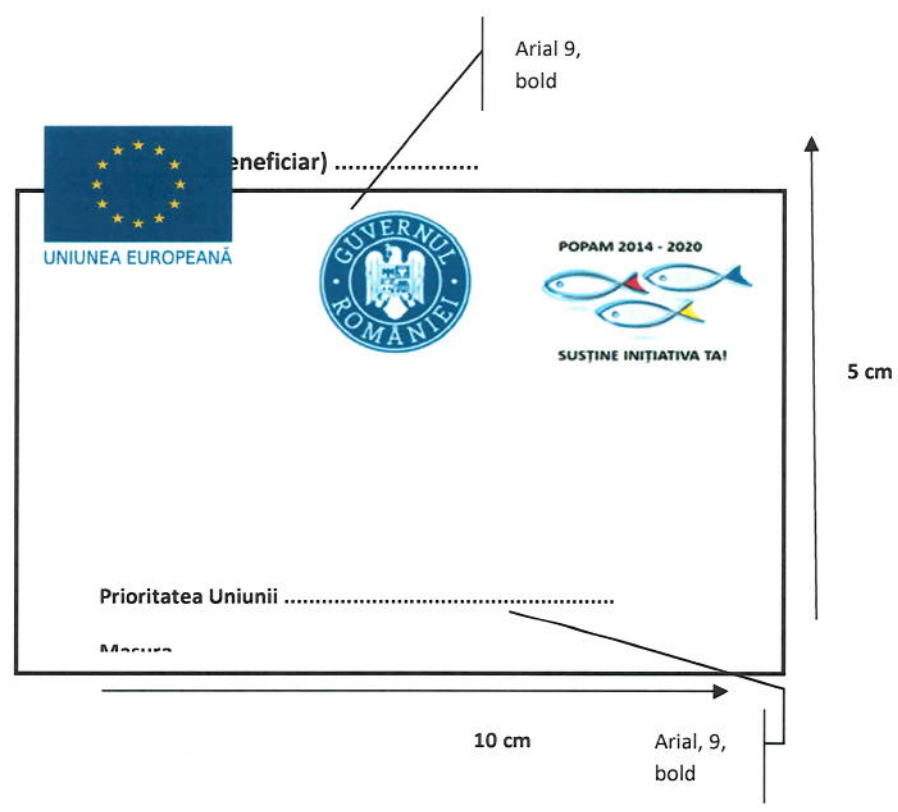 Arial 9,
bold
eneficiar) .....................
UNIUNEA EUROPEANĂ
GUVERNUL ROMÂNIEI
POPAM 2014 - 2020
SUSȚINE INIȚIATIVA TA!
5 cm
Prioritatea Uniunii .....................................................
Masura
10 cm
Arial, 9,
bold